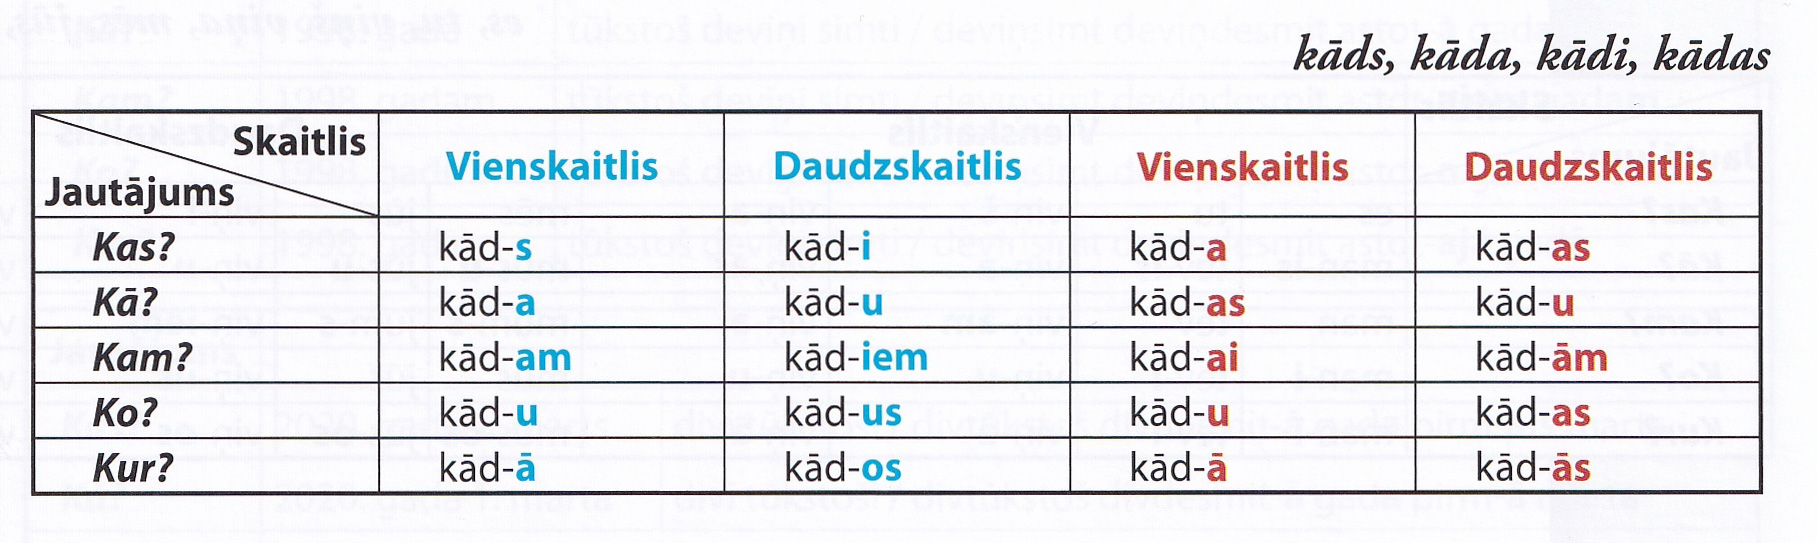 kāds, kāda, kādi, kādas
Skaitlis
Jautājums
Vienskaitlis Daudzskaitlis Vienskaitlis Daudzskaitlis
Kas? kād-s kād-i kād-a kād-as
Kā? kād-a kād-u kād-as kād-u
Kam? kād-am kād-iem kād-ai kād-ām
Ko? kād-u kād-us kād-u kād-as
Kur? kād-ā kād-os kād-ā kād-ās